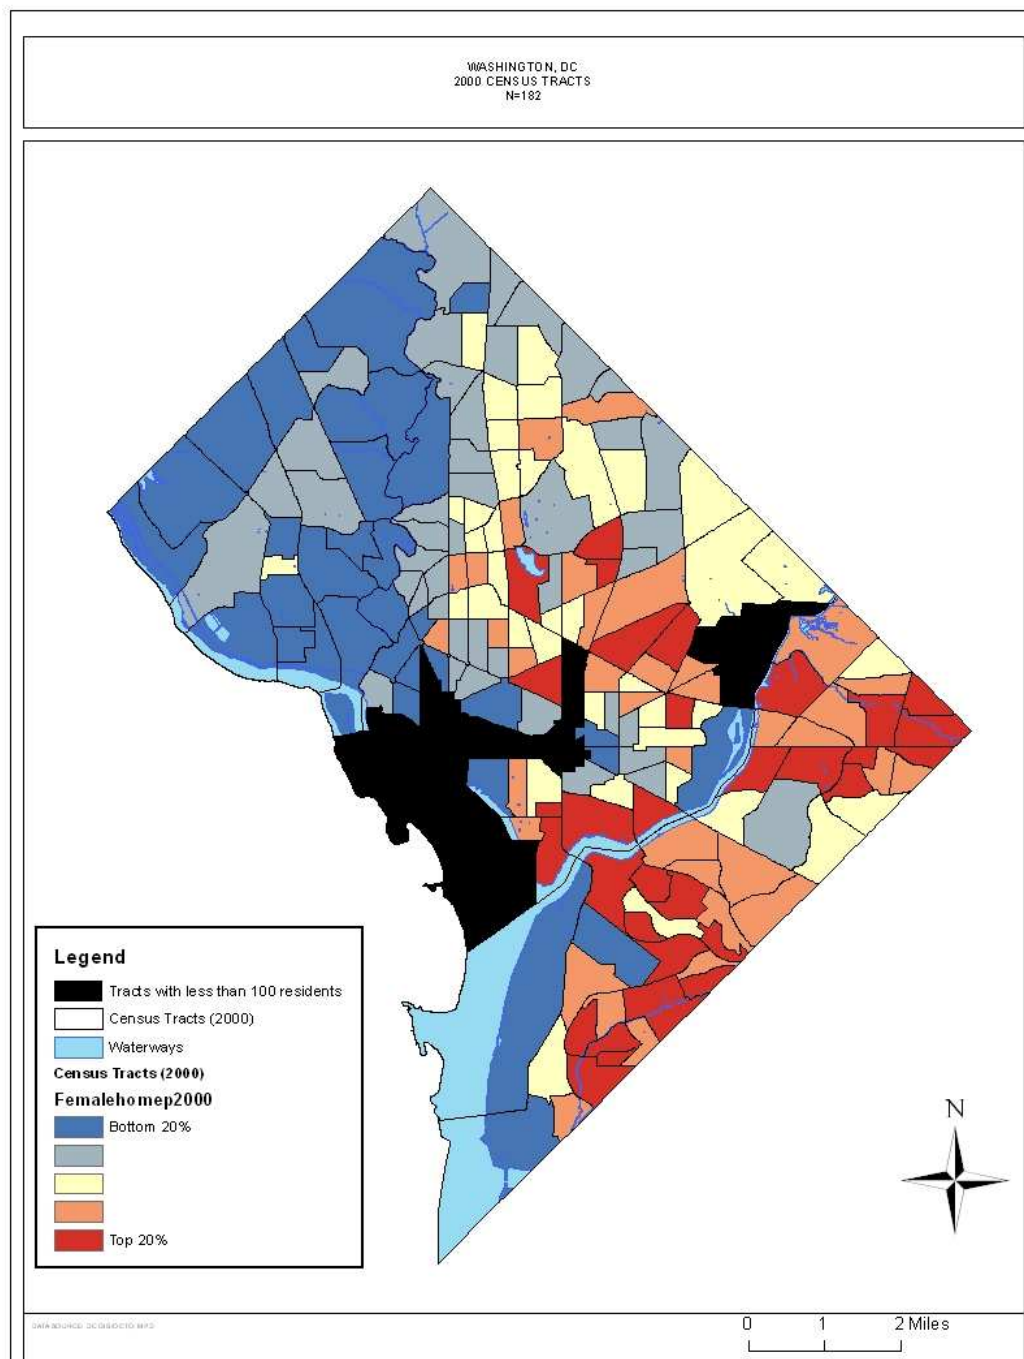 WASHINGTON, DC
2000 CENSUS TRACTS
N=182
Legend
Tracts with less than 100 residents
Census Tracts (2000)
Waterways
Census Tracts (2000)
Femalehomep2000
Bottom 20%
Top 20%
N
0 1 2 Miles